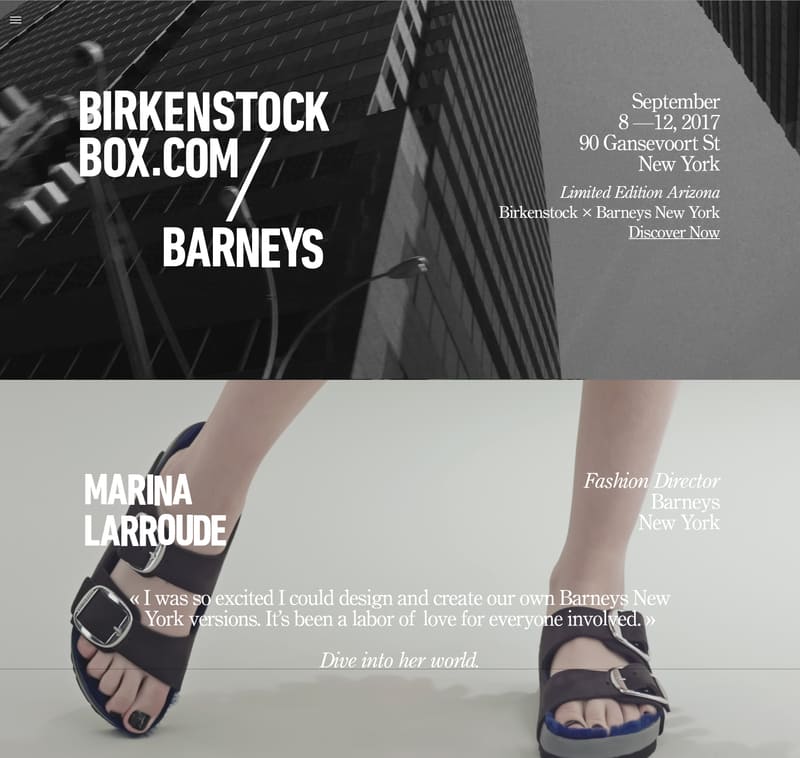 BIRKENSTOCK
BOX.COM/
BARNEYS
September
8 —12, 2017
90 Gansevoort St
New York
Limited Edition Arizona
Birkenstock × Barneys New York
Discover Now
MARINA
LARROUDE
Fashion Director
Barneys
New York
« I was so excited I could design and create our own Barneys New
York versions. It’s been a labor of love for everyone involved. »
Dive into her world.